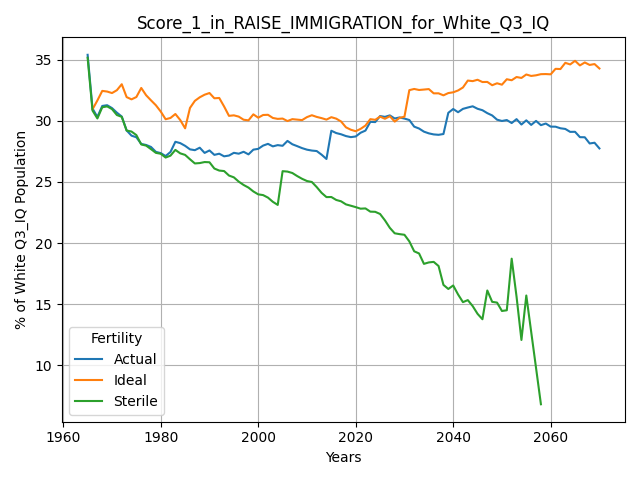 Score_1_in_RAISE_IMMIGRATION_for_White_Q3_IQ
% of White Q3_IQ Population
35
30
25
20
15
10
Fertility
Actual
Ideal
Sterile
1960
1980
2000
2020
2040
2060
Years